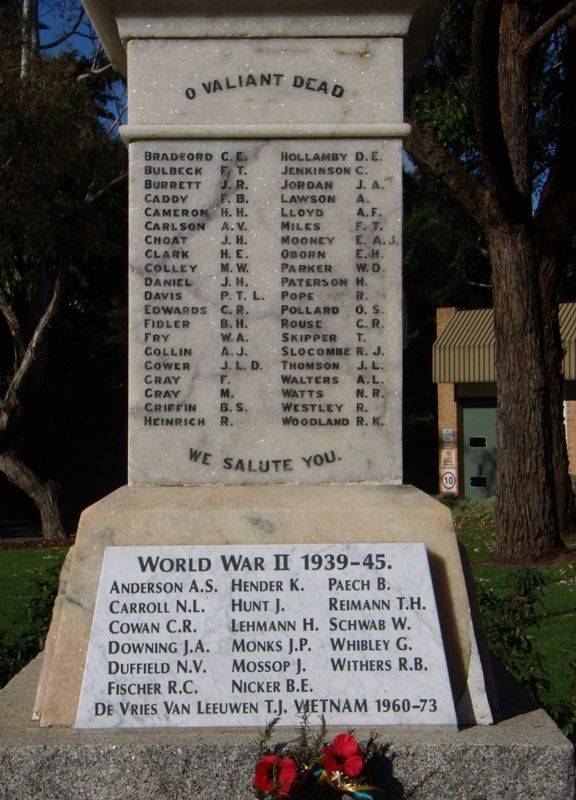 O VALIANT DEAD
BRADFORD C.E. HOLLAMBY D.E.
BULBECK F.T. JENKINSON C.
BURRETT J.R. JORDAN J.A.
CADDY F.B. LAWSON A.
CAMERON H.H. LLOYD A.F.
CARLSON A.V. MILES F.T.
CHOAT J.H. MOONEY E.A.J.
CLARK H.E. OBORN E.H.
COLLEY M.W. PARKER W.D.
DANIEL J.H. PATERSON H.
DAVIS P.T.L. POPE R.
EDWARDS C.R. POLLARD O.S.
FIDLER B.H. ROUSE C.R.
FRY W.A. SKIPPER T.
GOLLIN A.J. SLOCOMBE R.J.
GOWER J.L.D. THOMSON J.L.
GRAY F. WALTERS A.L.
GRAY M. WATTS N.R.
GRIFFIN B.S. WESTLEY R.
HEINRICH R. WOODLAND R.K.
WE SALUTE YOU.
WORLD WAR II 1939-45.
ANDERSON A.S. HENDER K. PAECH B.
CARROLL N.L. HUNT J. REIMANN T.H.
COWAN C.R. LEHMANN H. SCHWAB W.
DOWNING J.A. MONKS J.P. WHIBLEY G.
DUFFIELD N.V. MOSSOP J. WITHERS R.B.
FISCHER R.C. NICKER B.E.
DE VRIES VAN LEEUWEN T.J. VIETNAM 1960-73
10